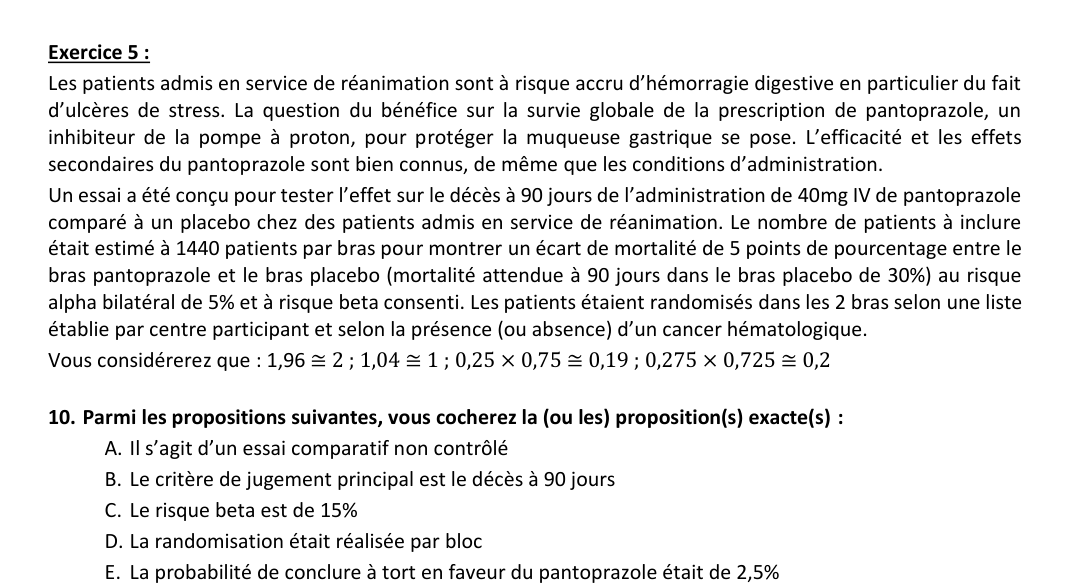 Exercice 5 :
Les patients admis en service de réanimation sont à risque accru d’hémorragie digestive en particulier du fait
d’ulcères de stress. La question du bénéfice sur la survie globale de la prescription de pantoprazole, un
inhibiteur de la pompe à proton, pour protéger la muqueuse gastrique se pose. L’efficacité et les effets
secondaires du pantoprazole sont bien connus, de même que les conditions d’administration.
Un essai a été conçu pour tester l’effet sur le décès à 90 jours de l’administration de 40mg IV de pantoprazole
comparé à un placebo chez des patients admis en service de réanimation. Le nombre de patients à inclure
était estimé à 1440 patients par bras pour montrer un écart de mortalité de 5 points de pourcentage entre le
bras pantoprazole et le bras placebo (mortalité attendue à 90 jours dans le bras placebo de 30%) au risque
alpha bilatéral de 5% et à risque beta consenti. Les patients étaient randomisés dans les 2 bras selon une liste
établie par centre participant et selon la présence (ou absence) d’un cancer hématologique.
Vous considérerez que : 1,96 ≅ 2 ; 1,04 ≅ 1 ; 0,25 × 0,75 ≅ 0,19 ; 0,275 × 0,725 ≅ 0,2
10. Parmi les propositions suivantes, vous cocherez la (ou les) proposition(s) exacte(s) :
A. Il s’agit d’un essai comparatif non contrôlé
B. Le critère de jugement principal est le décès à 90 jours
C. Le risque beta est de 15%
D. La randomisation était réalisée par bloc
E. La probabilité de conclure à tort en faveur du pantoprazole était de 2,5%